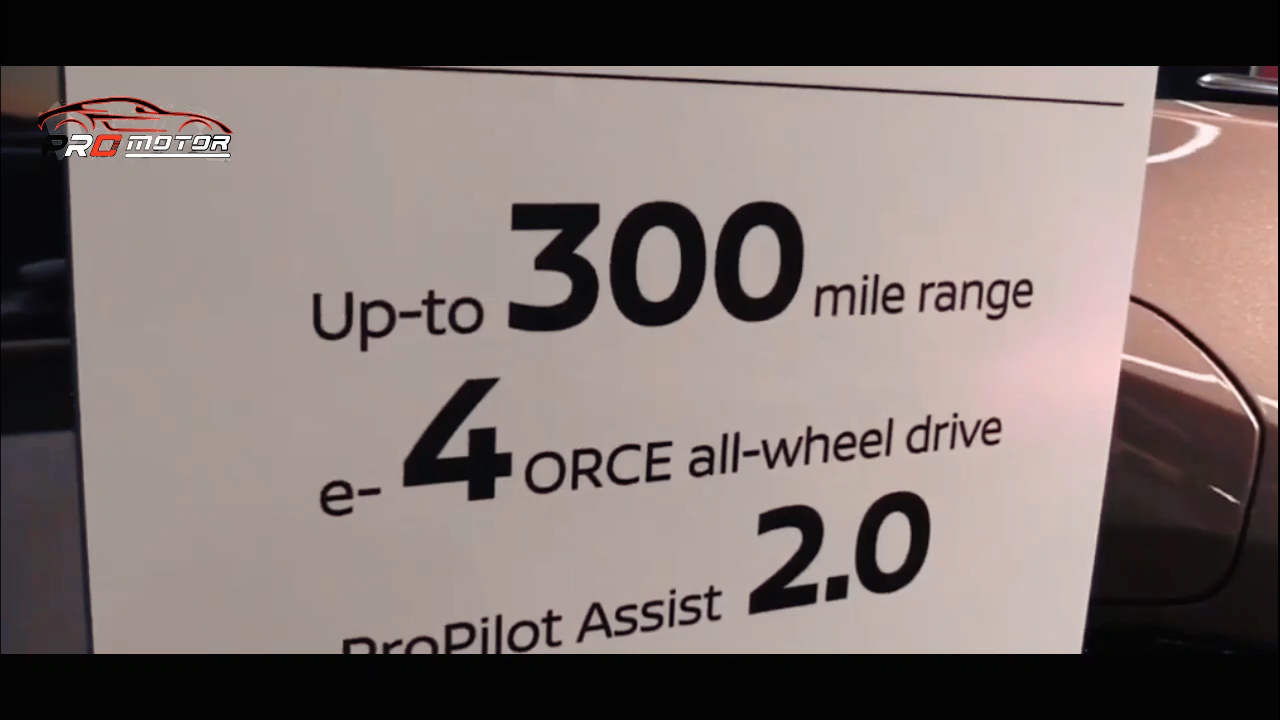 PRO MOTOR
Up-to 300 mile range
e-4ORCE all-wheel drive
ProPilot Assist 2.0